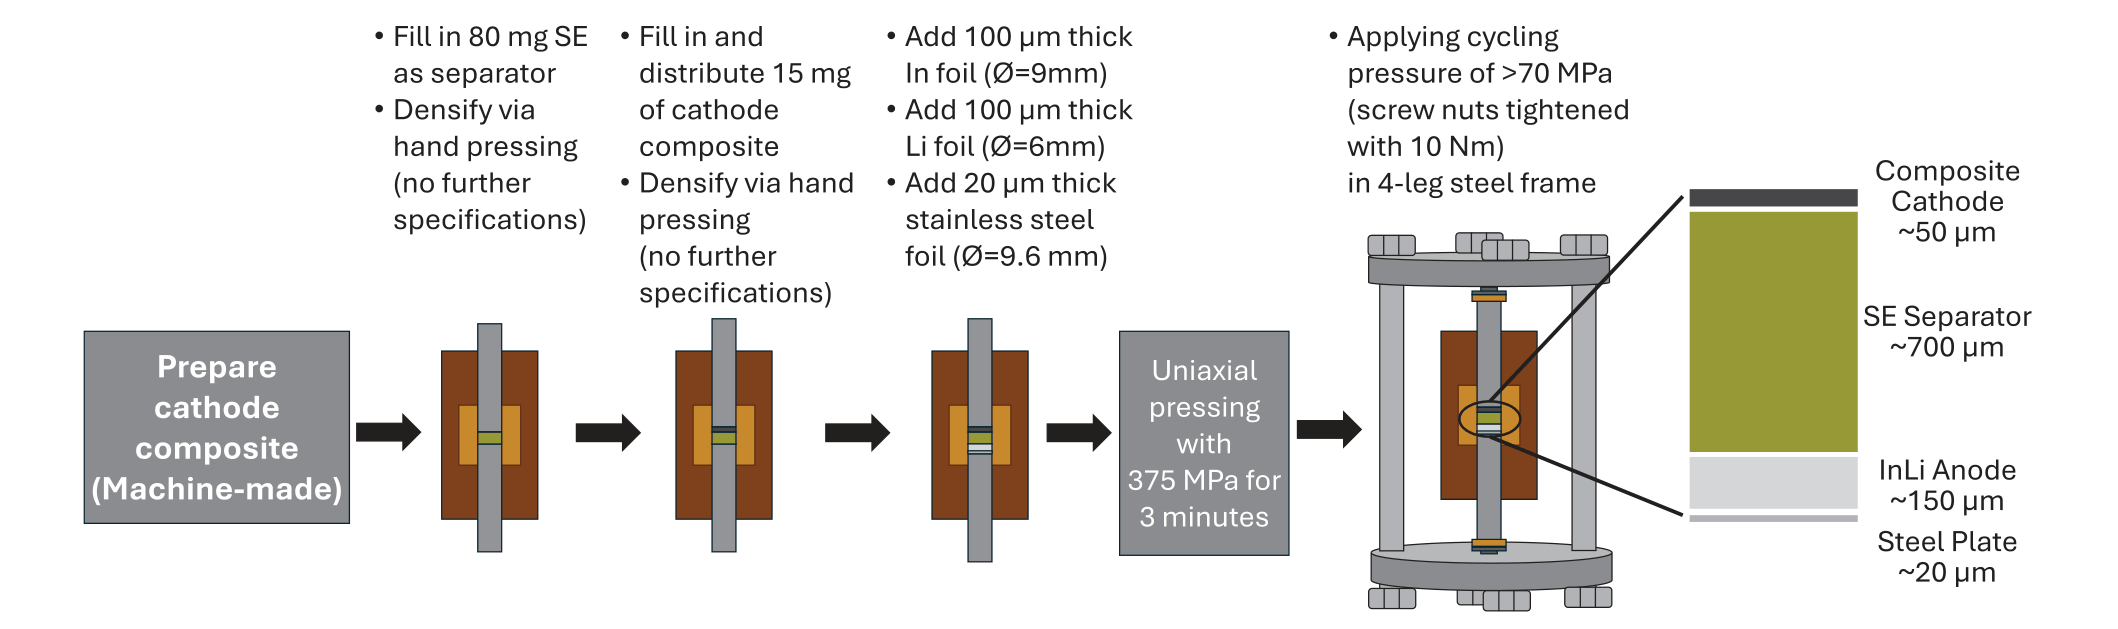 • Fill in 80 mg SE
as separator
• Densify via
hand pressing
(no further
specifications)
• Fill in and
distribute 15 mg
of cathode
composite
• Densify via hand
pressing
(no further
specifications)
• Add 100 µm thick
In foil (Ø=9mm)
• Add 100 µm thick
Li foil (Ø=6mm)
• Add 20 µm thick
stainless steel
foil (Ø=9.6 mm)
• Applying cycling
pressure of >70 MPa
(screw nuts tightened
with 10 Nm)
in 4-leg steel frame
Prepare
cathode
composite
(Machine-made)
Uniaxial
pressing
with
375 MPa for
3 minutes
Composite
Cathode
~50 µm
SE Separator
~700 µm
InLi Anode
~150 µm
Steel Plate
~20 µm